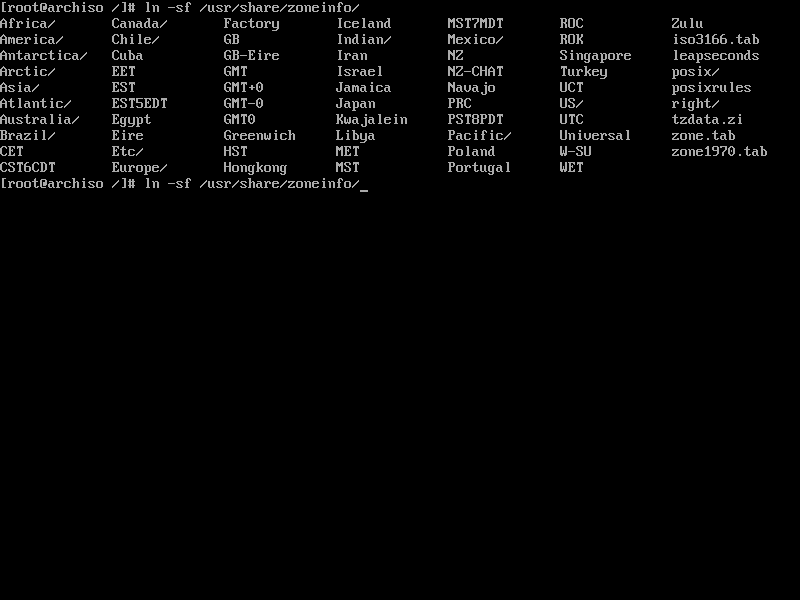 [root@archiso /]# ln -sf /usr/share/zoneinfo/
Africa/ Canada/ Factory Iceland MST7MDT ROC Zulu
America/ Chile/ GB Indian/ Mexico/ ROK iso3166.tab
Antarctica/ Cuba GB-Eire Iran NZ Singapore leapseconds
Arctic/ EET GMT Israel NZ-CHAT Turkey posix/
Asia/ EST GMT+0 Jamaica Navajo UCT posixrules
Atlantic/ EST5EDT GMT-0 Japan PRC US/ right/
Australia/ Egypt GMT0 Kwajalein PST8PDT UTC tzdata.zi
Brazil/ Eire Greenwich Libya Pacific/ Universal zone.tab
CET Etc/ HST MET Poland W-SU zone1970.tab
CST6CDT Europe/ Hongkong MST Portugal WET
[root@archiso /]# ln -sf /usr/share/zoneinfo/_